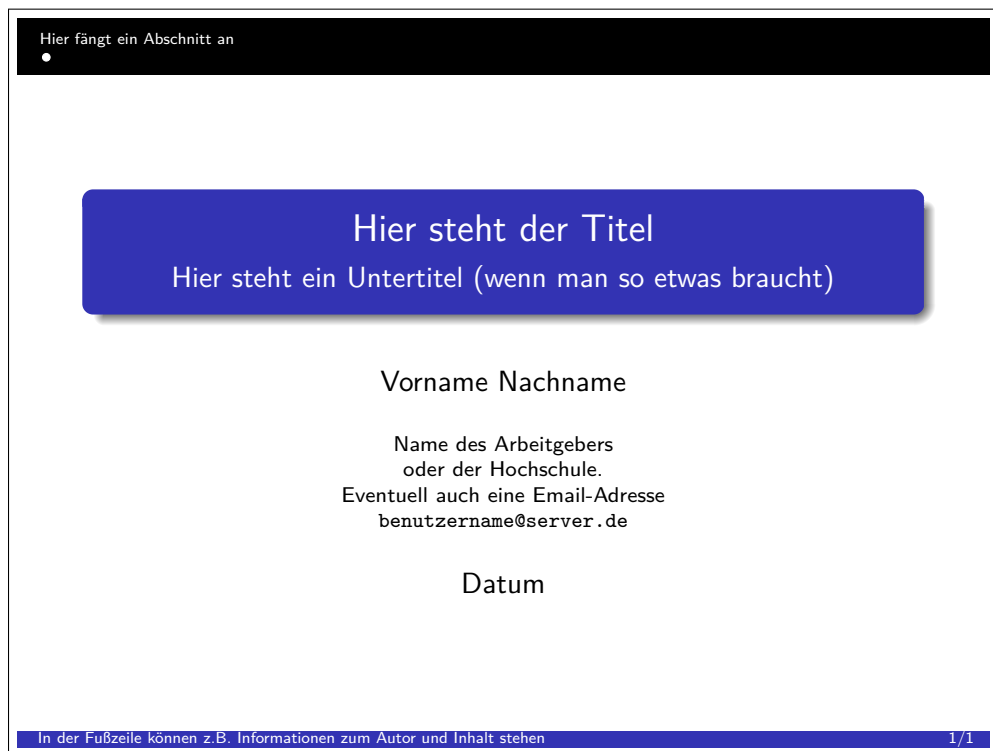 Hier fängt ein Abschnitt an
Hier steht der Titel
Hier steht ein Untertitel (wenn man so etwas braucht)
Vorname Nachname
Name des Arbeitgebers
oder der Hochschule.
Eventuell auch eine Email-Adresse
benutzername@server.de
Datum
In der Fußzeile können z.B. Informationen zum Autor und Inhalt stehen 1/1